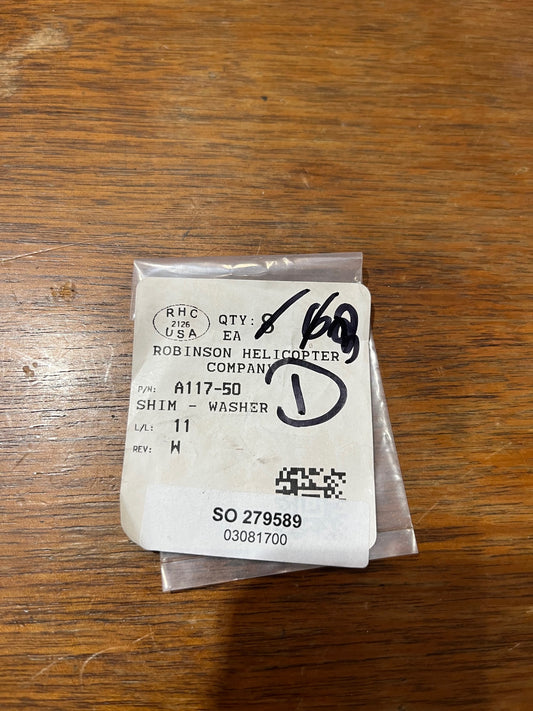 RHC
2126
USA
QTY: 8
EA
ROBINSON HELICOPTER
COMPANY
D
P/N: A117-50
SHIM - WASHER
L/L: 11
REV: W
SO 279589
03081700